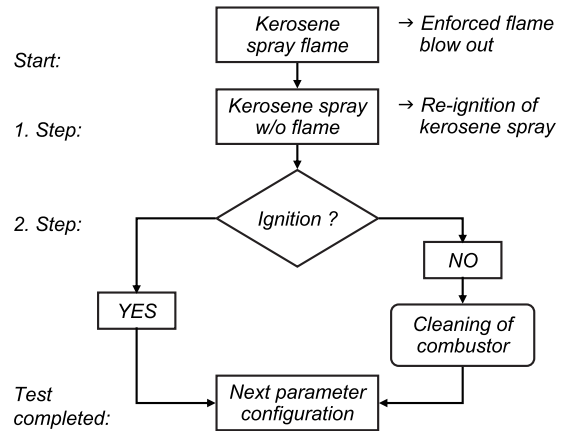 Kerosene
spray flame
→ Enforced flame
blow out
Start:
Kerosene spray
w/o flame
→ Re-ignition of
kerosene spray
1. Step:
2. Step:
Ignition ?
NO
YES
Cleaning of
combustor
Test
completed:
Next parameter
configuration